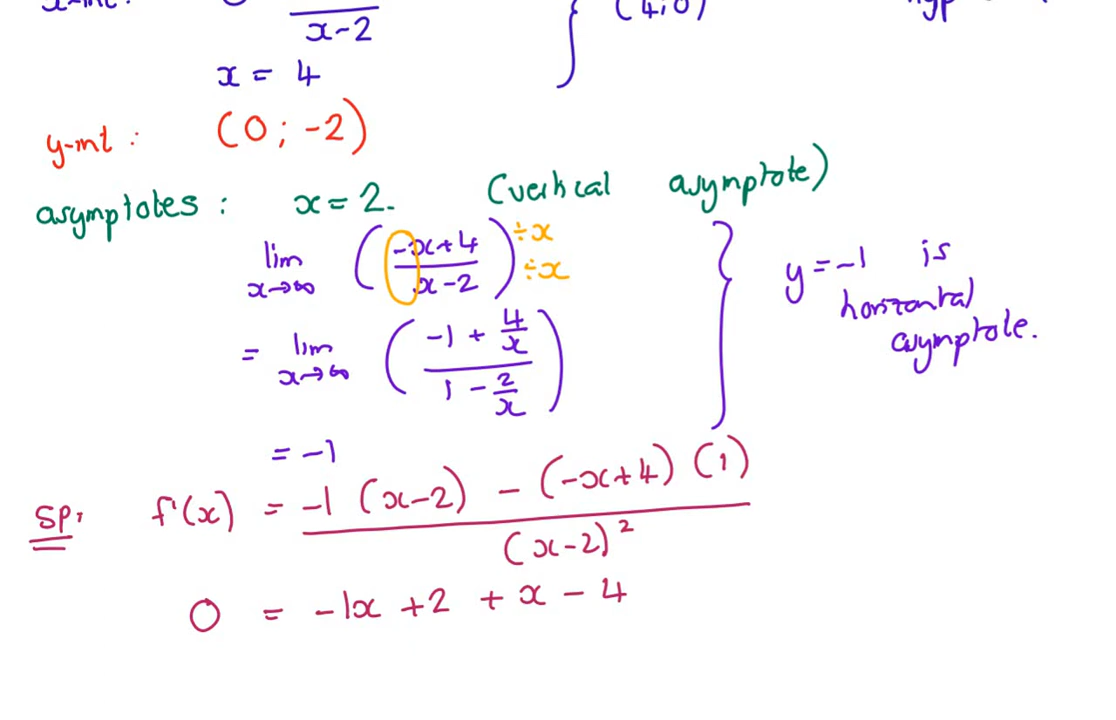 x-int:
x-2
(4;0)
x = 4
y-int : (0 ; -2)
asymptotes : x = 2. (vertical asymptote)
lim x→∞ ( -x+4 / x-2 ) ÷x ÷x
y = -1 is horizontal asymptote.
= lim x→∞ ( -1 + 4/x / 1 - 2/x )
= -1
SP: f'(x) = -1 (x-2) - (-x+4) (1) / (x-2)²
0 = -1x +2 + x - 4